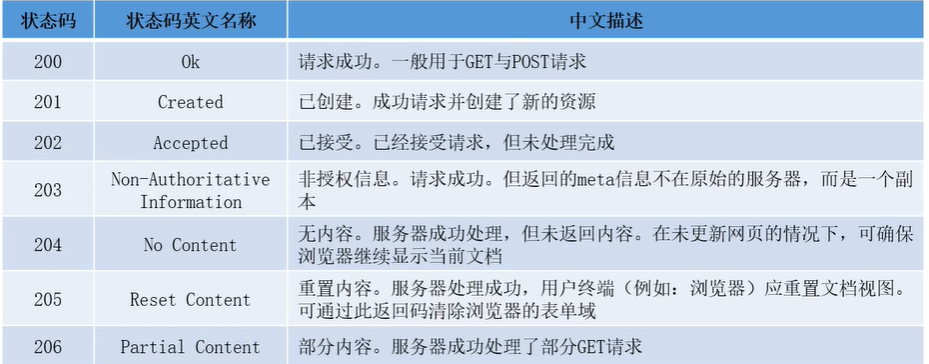 状态码 状态码英文名称 中文描述
200 Ok 请求成功。一般用于GET与POST请求
201 Created 已创建。成功请求并创建了新的资源
202 Accepted 已接受。已经接受请求，但未处理完成
203 Non-Authoritative Information 非授权信息。请求成功。但返回的meta信息不在原始的服务器，而是一个副
本
204 No Content 无内容。服务器成功处理，但未返回内容。在未更新网页的情况下，可确保
浏览器继续显示当前文档
205 Reset Content 重置内容。服务器处理成功，用户终端（例如：浏览器）应重置文档视图。
可通过此返回码清除浏览器的表单域
206 Partial Content 部分内容。服务器成功处理了部分GET请求